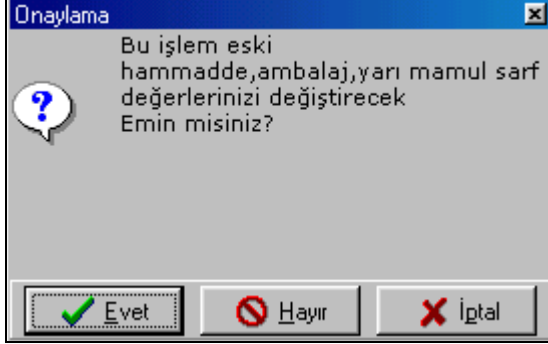 Onaylama
Bu işlem eski
hammadde,ambalaj,yarı mamul sarf
değerlerinizi değiştirecek
Emin misiniz?
Evet
Hayır
İptal